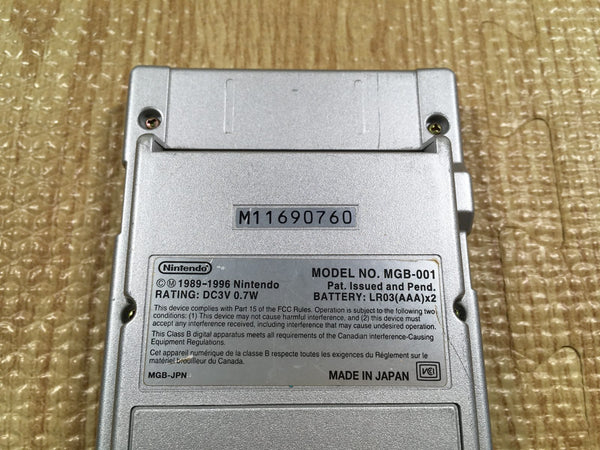 M11690760
Nintendo
MODEL NO. MGB-001
©Ⓜ 1989-1996 Nintendo
Pat. Issued and Pend.
RATING: DC3V 0.7W
BATTERY: LR03(AAA)x2
This device complies with Part 15 of the FCC Rules. Operation is subject to the following two
conditions: (1) This device may not cause harmful interference, and (2) this device must
accept any interference received, including interference that may cause undesired operation.
This Class B digital apparatus meets all requirements of the Canadian Interference-Causing
Equipment Regulations.
Cet appareil numérique de la classe B respecte toutes les exigences du Réglement sur le
matériel brouilleur du Canada.
MGB-JPN
MADE IN JAPAN
VCI